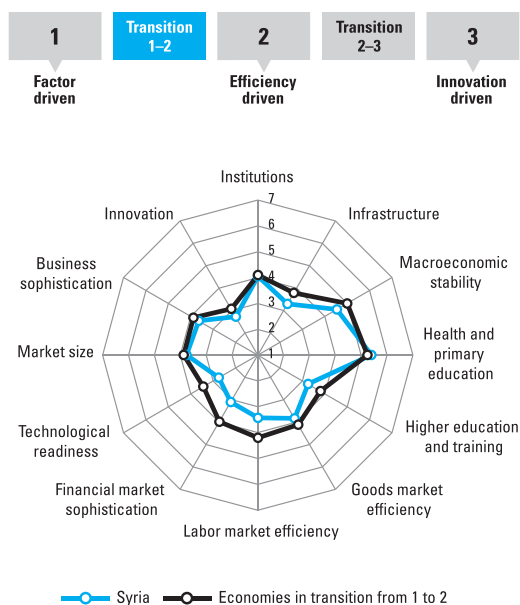 1
Transition
1–2
2
Transition
2–3
3
Factor
driven
Efficiency
driven
Innovation
driven
Institutions
7
Innovation
Infrastructure
6
5
Business
sophistication
Macroeconomic
stability
4
3
2
Market size
1
Health and
primary
education
Technological
readiness
Higher education
and training
Financial market
sophistication
Goods market
efficiency
Labor market efficiency
Syria
Economies in transition from 1 to 2